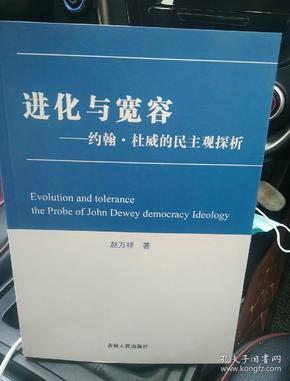 进化与宽容
——约翰·杜威的民主观探析
Evolution and tolerance
the Probe of John Dewey democracy Ideology
赵万祥 著
吉林人民出版社
孔夫子旧书网
www.kongfz.com